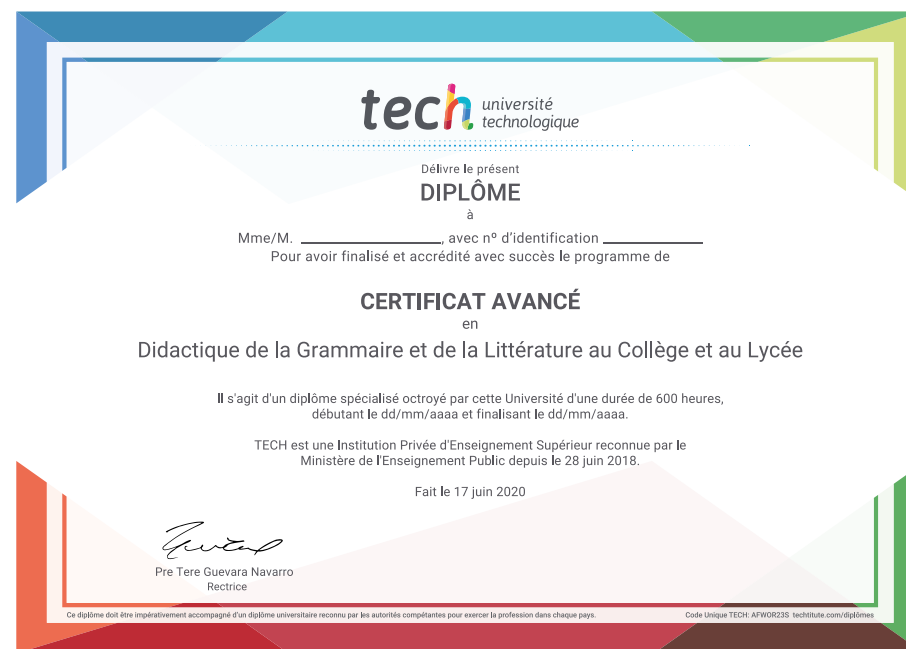 tech université
technologique
Délivre le présent
DIPLÔME
à
Mme/M. ____________________, avec nº d'identification ______________
Pour avoir finalisé et accrédité avec succès le programme de
CERTIFICAT AVANCÉ
en
Didactique de la Grammaire et de la Littérature au Collège et au Lycée
Il s'agit d'un diplôme spécialisé octroyé par cette Université d'une durée de 600 heures,
débutant le dd/mm/aaaa et finalisant le dd/mm/aaaa.
TECH est une Institution Privée d'Enseignement Supérieur reconnue par le
Ministère de l'Enseignement Public depuis le 28 juin 2018.
Fait le 17 juin 2020
Pre Tere Guevara Navarro
Rectrice
Ce diplôme doit être impérativement accompagné d'un diplôme universitaire reconnu par les autorités compétentes pour exercer la profession dans chaque pays.
Code Unique TECH: AFWOR23S techtitute.com/diplômes